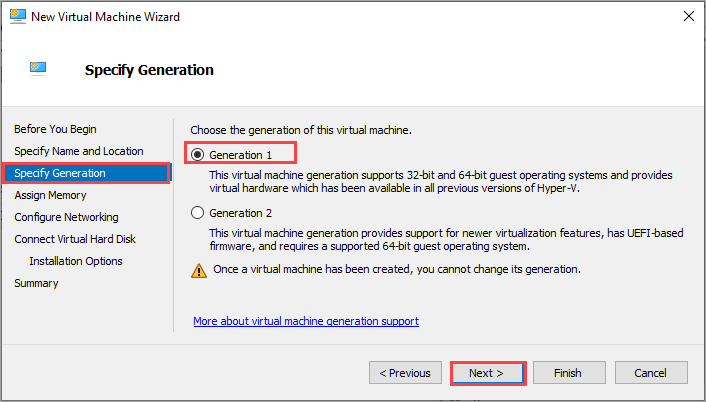 New Virtual Machine Wizard
Specify Generation
Before You Begin
Specify Name and Location
Specify Generation
Assign Memory
Configure Networking
Connect Virtual Hard Disk
Installation Options
Summary
Choose the generation of this virtual machine.
Generation 1
This virtual machine generation supports 32-bit and 64-bit guest operating systems and provides
virtual hardware which has been available in all previous versions of Hyper-V.
Generation 2
This virtual machine generation provides support for newer virtualization features, has UEFI-based
firmware, and requires a supported 64-bit guest operating system.
Once a virtual machine has been created, you cannot change its generation.
More about virtual machine generation support
< Previous
Next >
Finish
Cancel